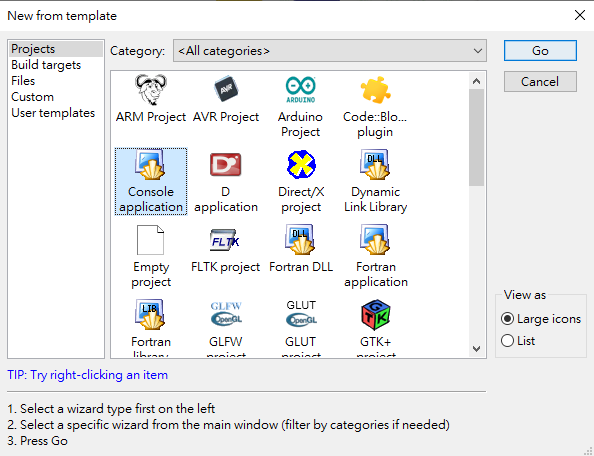 New from template
Projects
Build targets
Files
Custom
User templates
Category:
<All categories>
Go
Cancel
ARM Project
AVR Project
ARDUINO
Arduino
Project
Code::Blo...
plugin
Console
application
D
application
Direct/X
project
DLL
Dynamic
Link Library
Empty
project
FLTK
FLTK project
DLL
Fortran DLL
Fortran
application
LIB
Fortran
library
GLFW
OpenGL
GLFW
project
GLUT
OpenGL
GLUT
project
GTK
GTK+
project
View as
Large icons
List
TIP: Try right-clicking an item
1. Select a wizard type first on the left
2. Select a specific wizard from the main window (filter by categories if needed)
3. Press Go